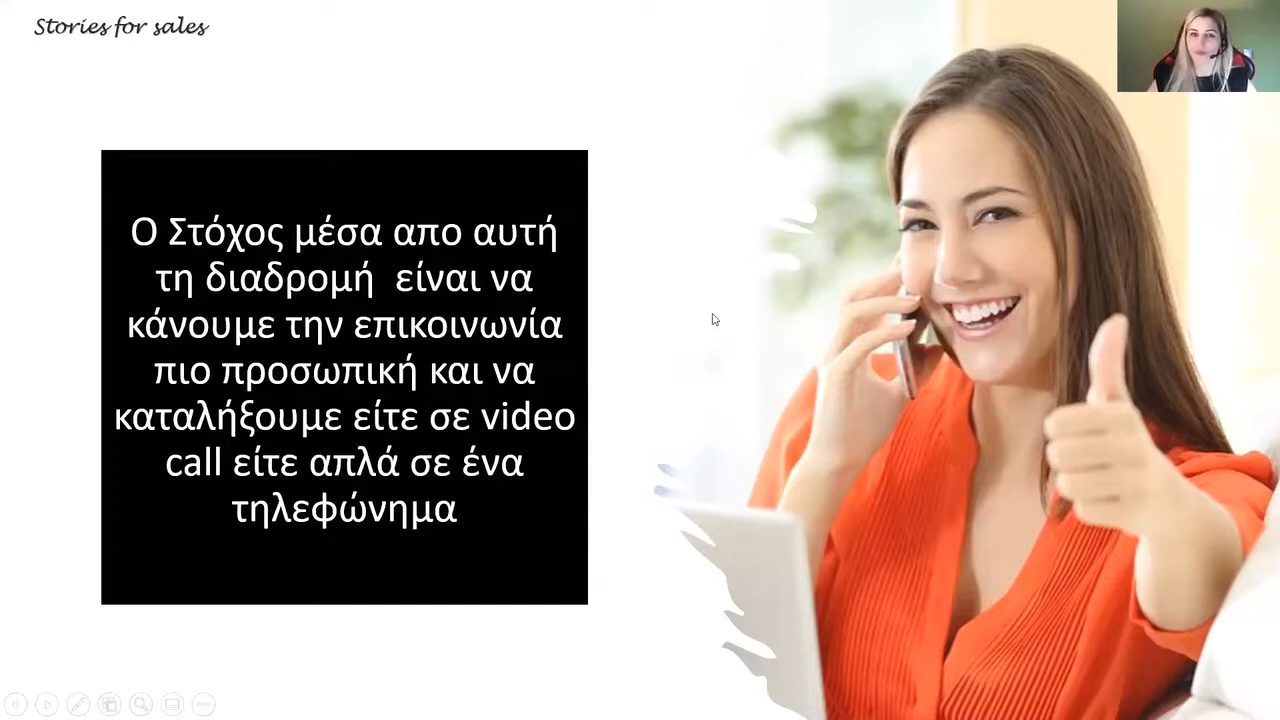 Stories for sales
Ο Στόχος μέσα απο αυτή
τη διαδρομή  είναι να
κάνουμε την επικοινωνία
πιο προσωπική και να
καταλήξουμε είτε σε video
call είτε απλά σε ένα
τηλεφώνημα